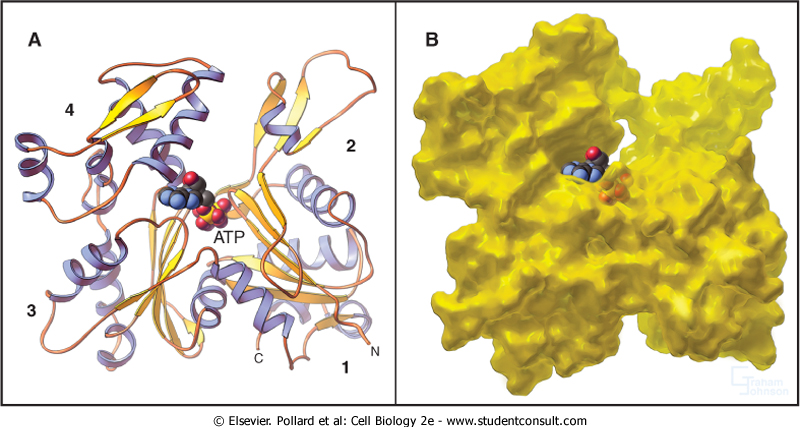 A
4
2
ATP
3
C
N
1
B
Graham
Johnson
© Elsevier. Pollard et al: Cell Biology 2e - www.studentconsult.com